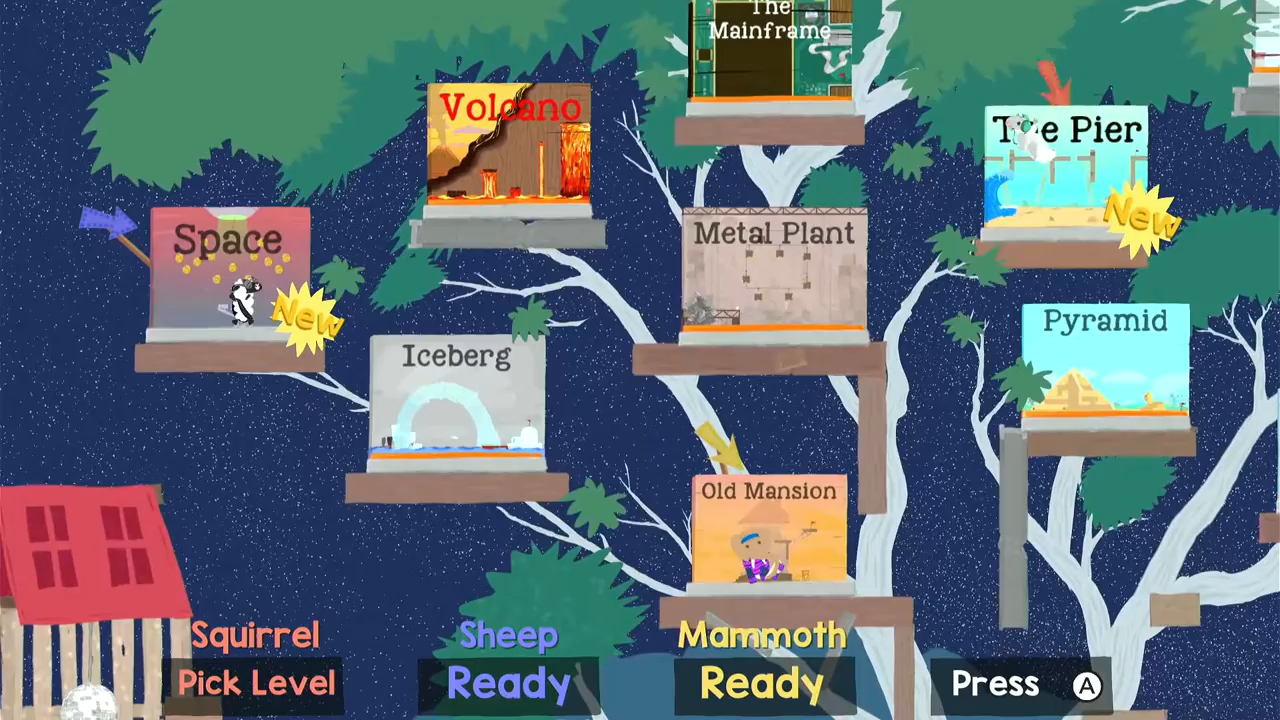 The
Mainframe
Volcano
The Pier
New
Space
New
Metal Plant
Iceberg
Pyramid
Old Mansion
Squirrel
Pick Level
Sheep
Ready
Mammoth
Ready
Press A